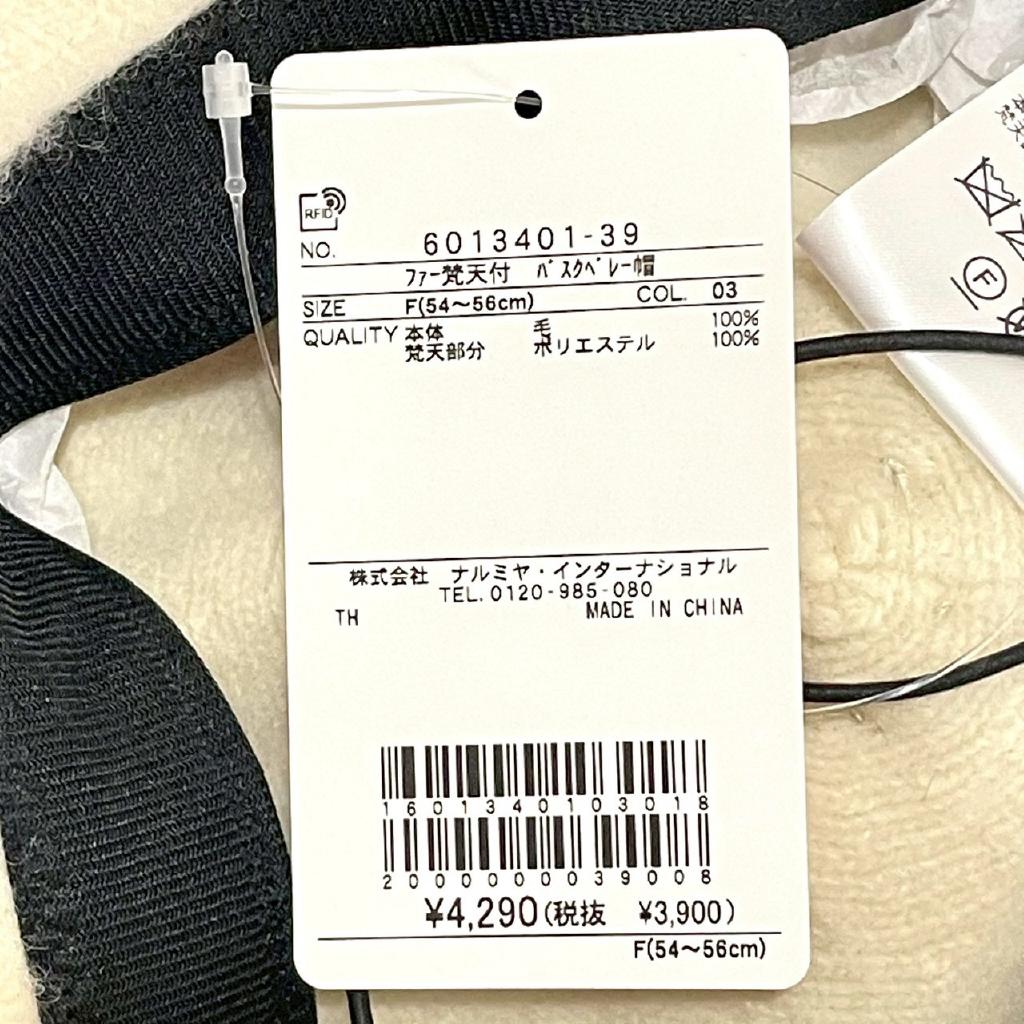 RFID
NO. 6013401-39
ファー梵天付 バスクベレー帽
SIZE F(54～56cm) COL. 03
QUALITY 本体 毛 100%
梵天部分 ポリエステル 100%
株式会社 ナルミヤ・インターナショナル
TEL.0120-985-080
TH MADE IN CHINA
1601340103018
2000000039008
¥4,290(税抜 ¥3,900)
F(54～56cm)
F